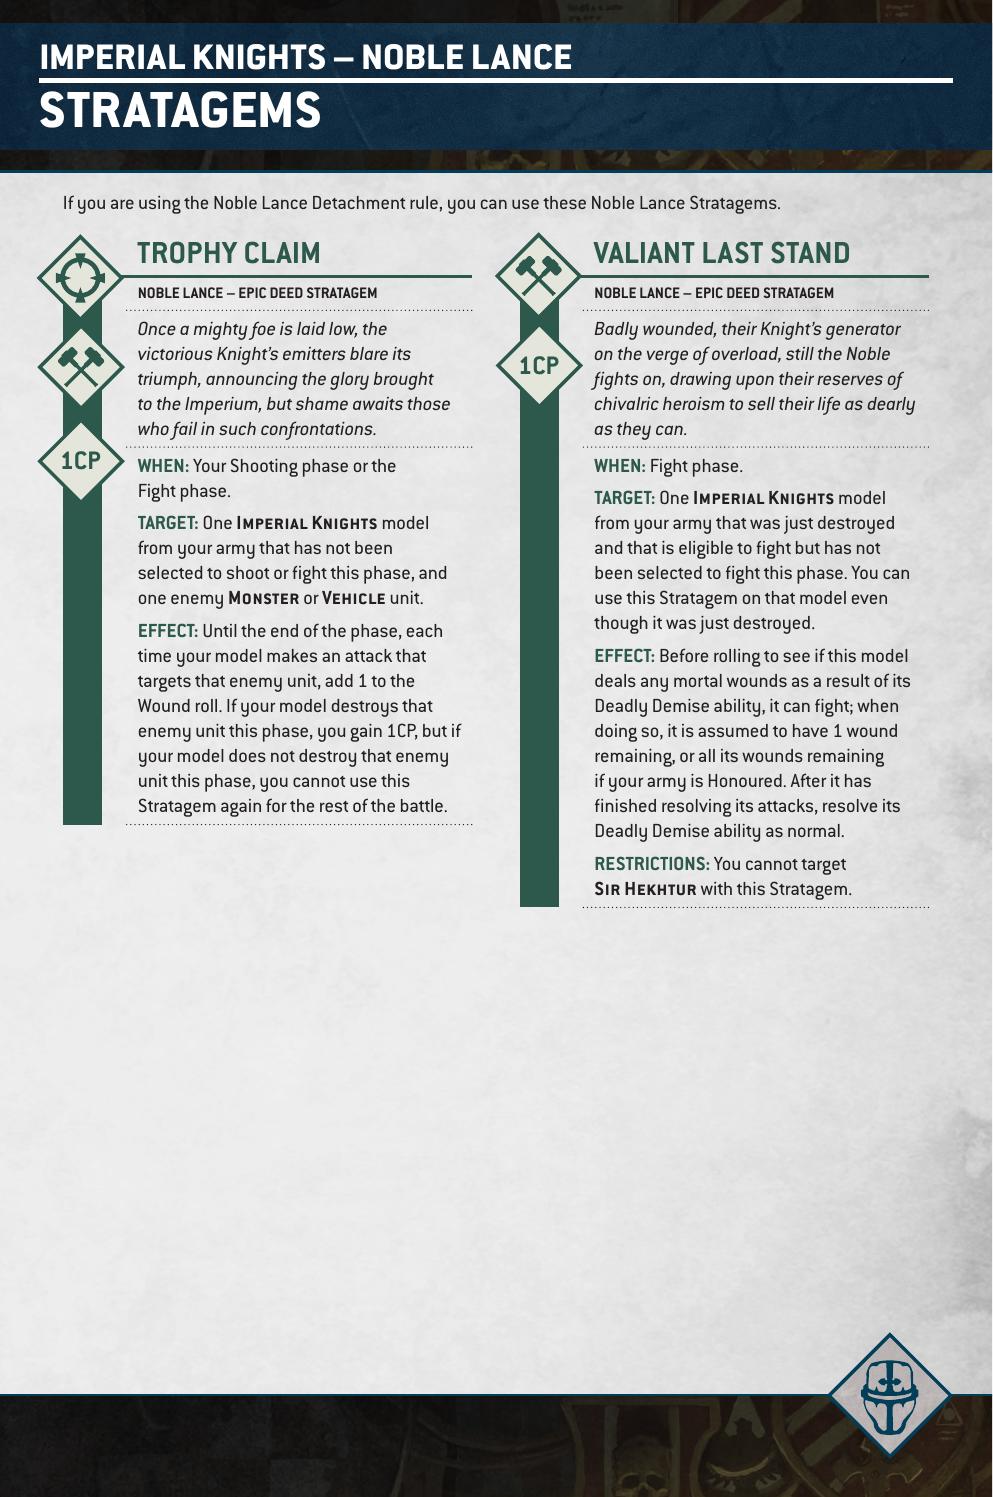 IMPERIAL KNIGHTS – NOBLE LANCE
STRATAGEMS
If you are using the Noble Lance Detachment rule, you can use these Noble Lance Stratagems.
TROPHY CLAIM
NOBLE LANCE – EPIC DEED STRATAGEM
Once a mighty foe is laid low, the
victorious Knight's emitters blare its
triumph, announcing the glory brought
to the Imperium, but shame awaits those
who fail in such confrontations.
1CP
WHEN: Your Shooting phase or the
Fight phase.
TARGET: One IMPERIAL KNIGHTS model
from your army that has not been
selected to shoot or fight this phase, and
one enemy MONSTER or VEHICLE unit.
EFFECT: Until the end of the phase, each
time your model makes an attack that
targets that enemy unit, add 1 to the
Wound roll. If your model destroys that
enemy unit this phase, you gain 1CP, but if
your model does not destroy that enemy
unit this phase, you cannot use this
Stratagem again for the rest of the battle.
VALIANT LAST STAND
NOBLE LANCE – EPIC DEED STRATAGEM
1CP
Badly wounded, their Knight's generator
on the verge of overload, still the Noble
fights on, drawing upon their reserves of
chivalric heroism to sell their life as dearly
as they can.
WHEN: Fight phase.
TARGET: One IMPERIAL KNIGHTS model
from your army that was just destroyed
and that is eligible to fight but has not
been selected to fight this phase. You can
use this Stratagem on that model even
though it was just destroyed.
EFFECT: Before rolling to see if this model
deals any mortal wounds as a result of its
Deadly Demise ability, it can fight; when
doing so, it is assumed to have 1 wound
remaining, or all its wounds remaining
if your army is Honoured. After it has
finished resolving its attacks, resolve its
Deadly Demise ability as normal.
RESTRICTIONS: You cannot target
SIR HEKHTUR with this Stratagem.